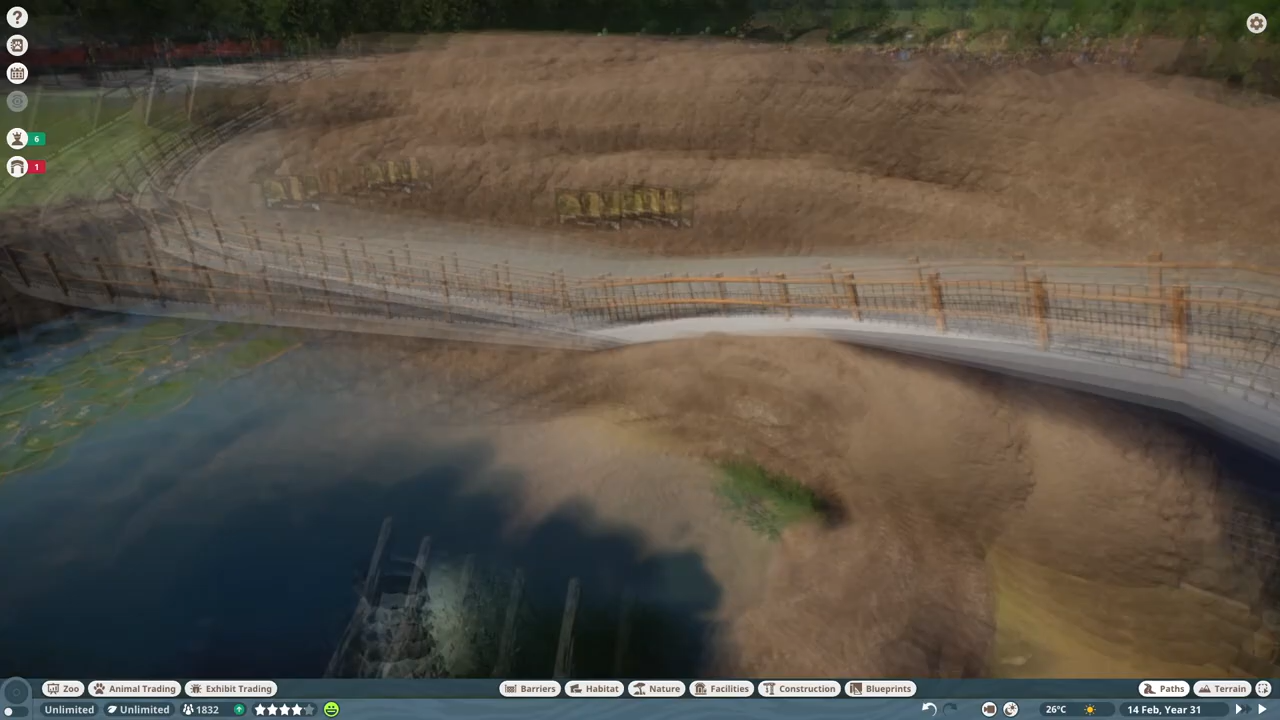 ?
6
1
Zoo
Animal Trading
Exhibit Trading
Barriers
Habitat
Nature
Facilities
Construction
Blueprints
Paths
Terrain
Unlimited
Unlimited
1832
26°C
14 Feb, Year 31